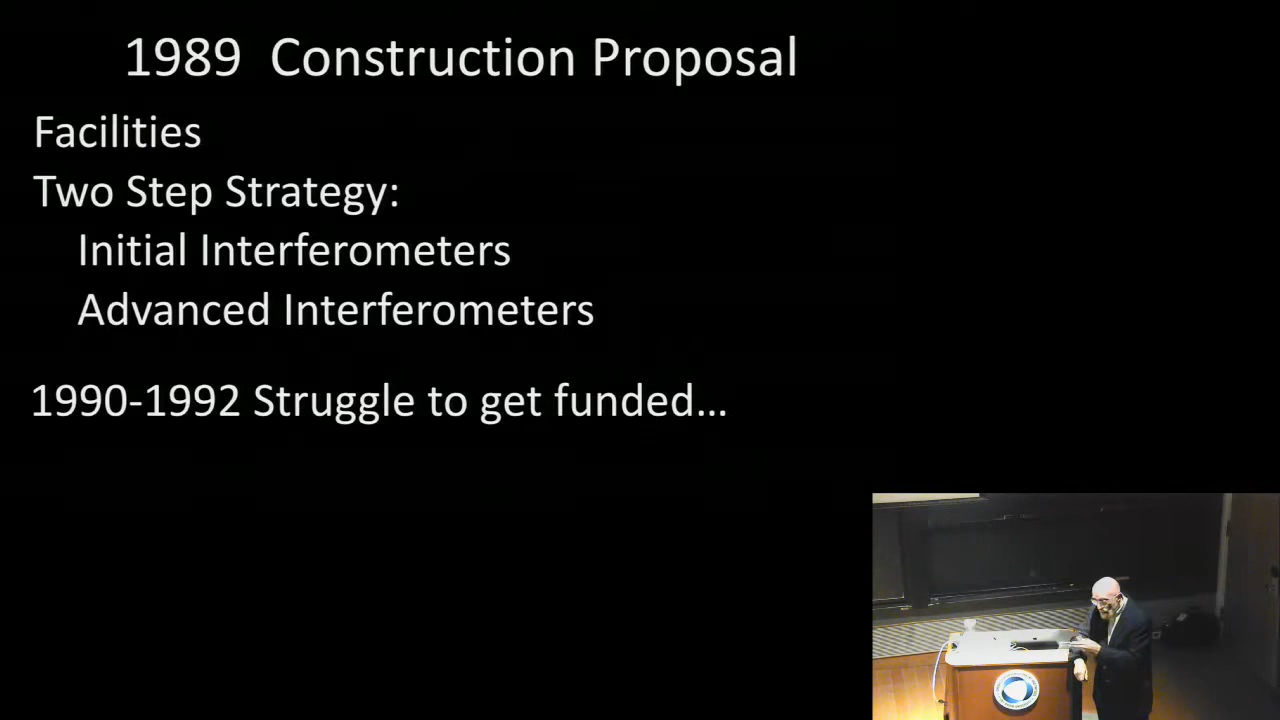 1989 Construction Proposal
Facilities
Two Step Strategy:
Initial Interferometers
Advanced Interferometers
1990-1992 Struggle to get funded…